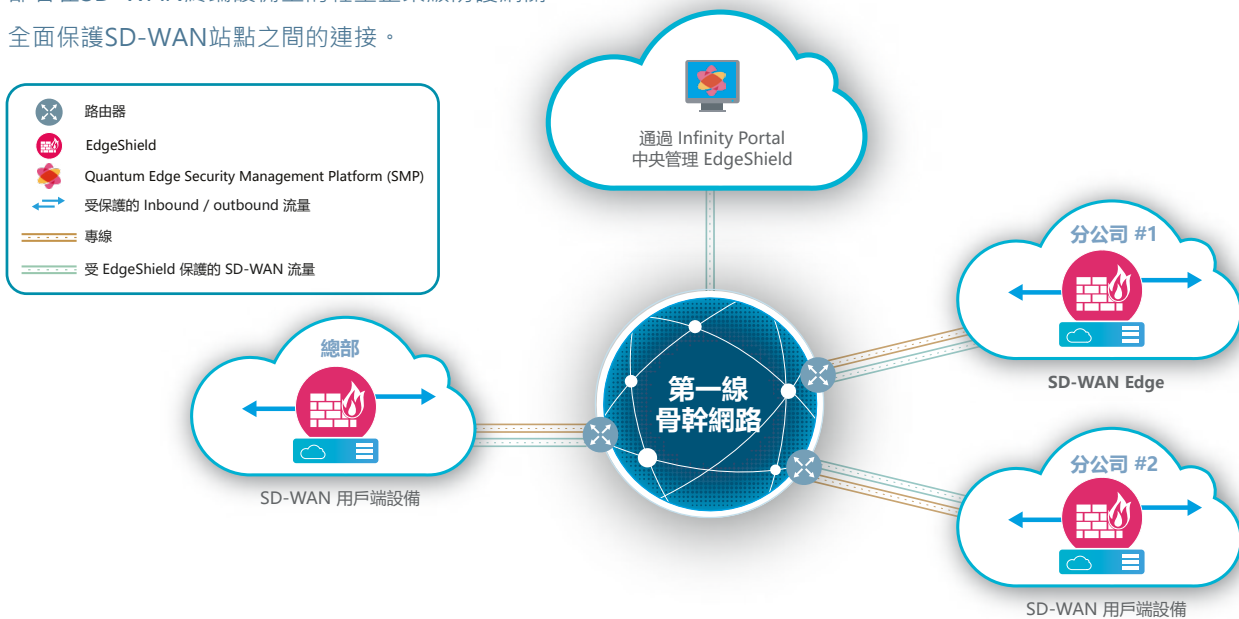 全面保護SD-WAN站點之間的連接。
路由器
EdgeShield
Quantum Edge Security Management Platform (SMP)
受保護的 Inbound / outbound 流量
專線
受 EdgeShield 保護的 SD-WAN 流量
通過 Infinity Portal
中央管理 EdgeShield
分公司 #1
SD-WAN Edge
總部
SD-WAN 用戶端設備
第一線
骨幹網路
分公司 #2
SD-WAN 用戶端設備